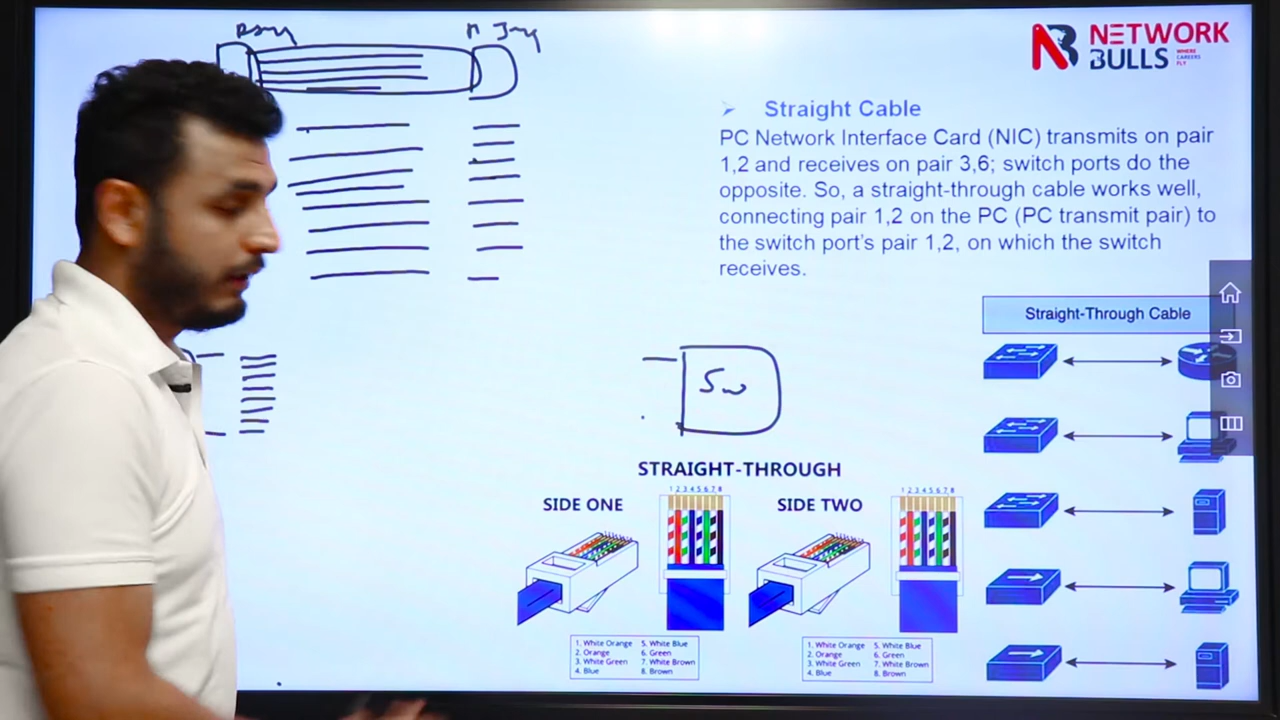 NETWORK
BULLS
WHERE
CAREERS
FLY
➢ Straight Cable
PC Network Interface Card (NIC) transmits on pair
1,2 and receives on pair 3,6; switch ports do the
opposite. So, a straight-through cable works well,
connecting pair 1,2 on the PC (PC transmit pair) to
the switch port's pair 1,2, on which the switch
receives.
Straight-Through Cable
Sw
STRAIGHT-THROUGH
SIDE ONE
1 2 3 4 5 6 7 8
SIDE TWO
1 2 3 4 5 6 7 8
1. White Orange 5. White Blue
2. Orange 6. Green
3. White Green 7. White Brown
4. Blue 8. Brown
1. White Orange 5. White Blue
2. Orange 6. Green
3. White Green 7. White Brown
4. Blue 8. Brown